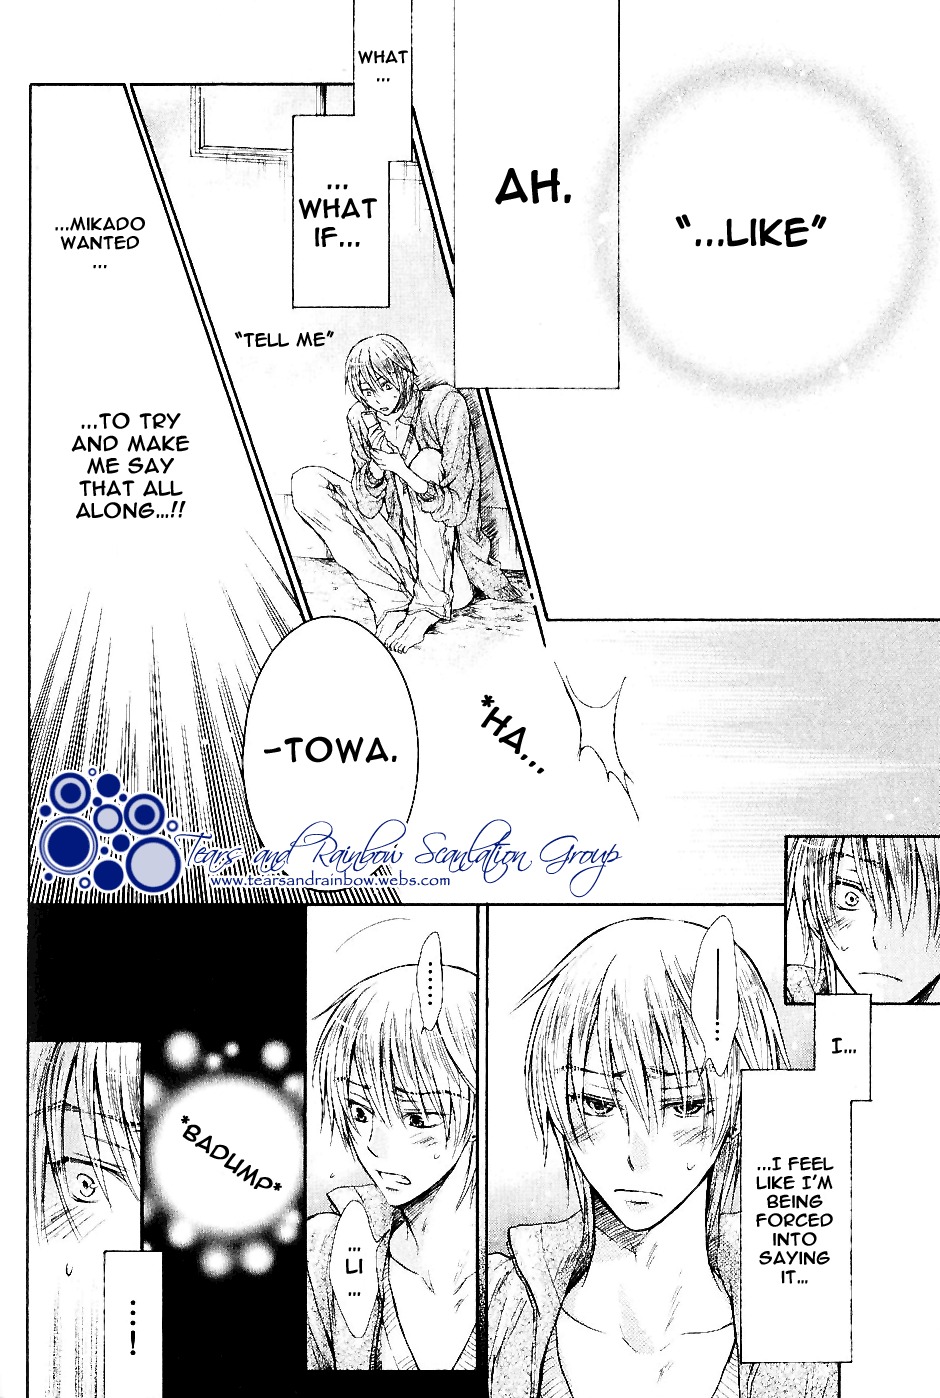 "...LIKE"
AH.
WHAT
...
...
WHAT
IF...
"TELL ME"
...MIKADO
WANTED
...
...TO TRY
AND MAKE
ME SAY
THAT ALL
ALONG...!!
*HA...
-TOWA.
Tears and Rainbow Scanlation Group
www.tearsandrainbow.webs.com
I...
...I FEEL
LIKE I'M
BEING
FORCED
INTO
SAYING
IT...
.......
......
...
LI
...
*BADUMP*
...!